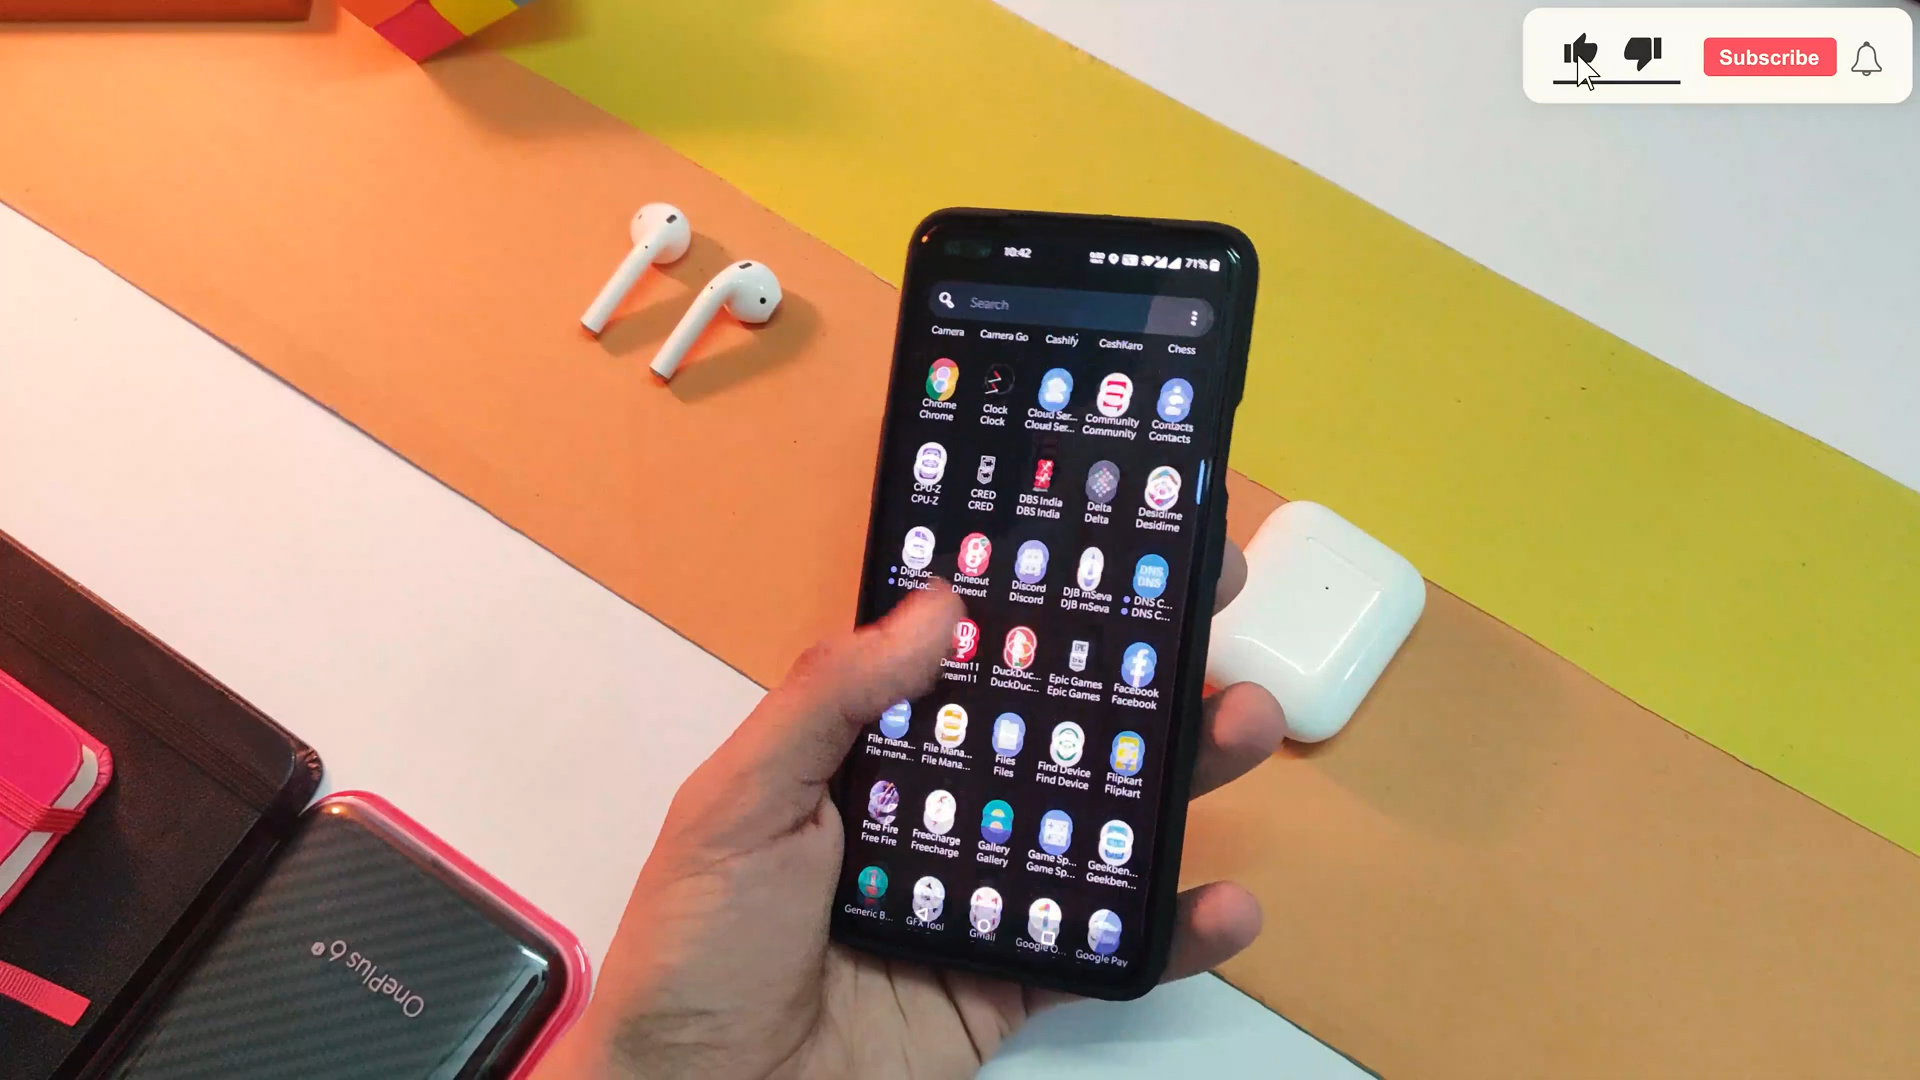 Subscribe
10:42
71%
Search
Camera Camera Go Cashify CashKaro Chess
Chrome Clock Cloud Ser... Community Contacts
Chrome Clock Cloud Ser... Community Contacts
CPU-Z CRED DBS India Delta Desidime
CPU-Z CRED DBS India Delta Desidime
DigiLoc... Dineout Discord DJB mSeva DNS C...
DigiLoc... Dineout Discord DJB mSeva DNS C...
Dream11 DuckDuc... Epic Games Facebook
ream11 DuckDuc... Epic Games Facebook
File mana... File Mana... Files Find Device Flipkart
File mana... File Mana... Files Find Device Flipkart
Free Fire Freecharge Gallery Game Sp... Geekben...
Free Fire Freecharge Gallery Game Sp... Geekben...
Generic B... GFX Tool Gmail Google O... Google Pay
OnePlus 6